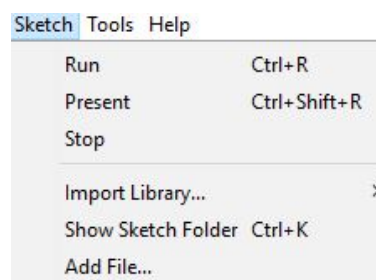 Sketch Tools Help
Run Ctrl+R
Present Ctrl+Shift+R
Stop
Import Library...
Show Sketch Folder Ctrl+K
Add File...